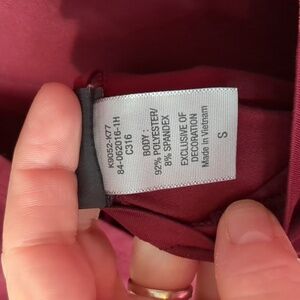 K9052-K77
84-062016-1H
C316
BODY :
92% POLYESTER/
8% SPANDEX
EXCLUSIVE OF
DECORATION
Made in Vietnam
S